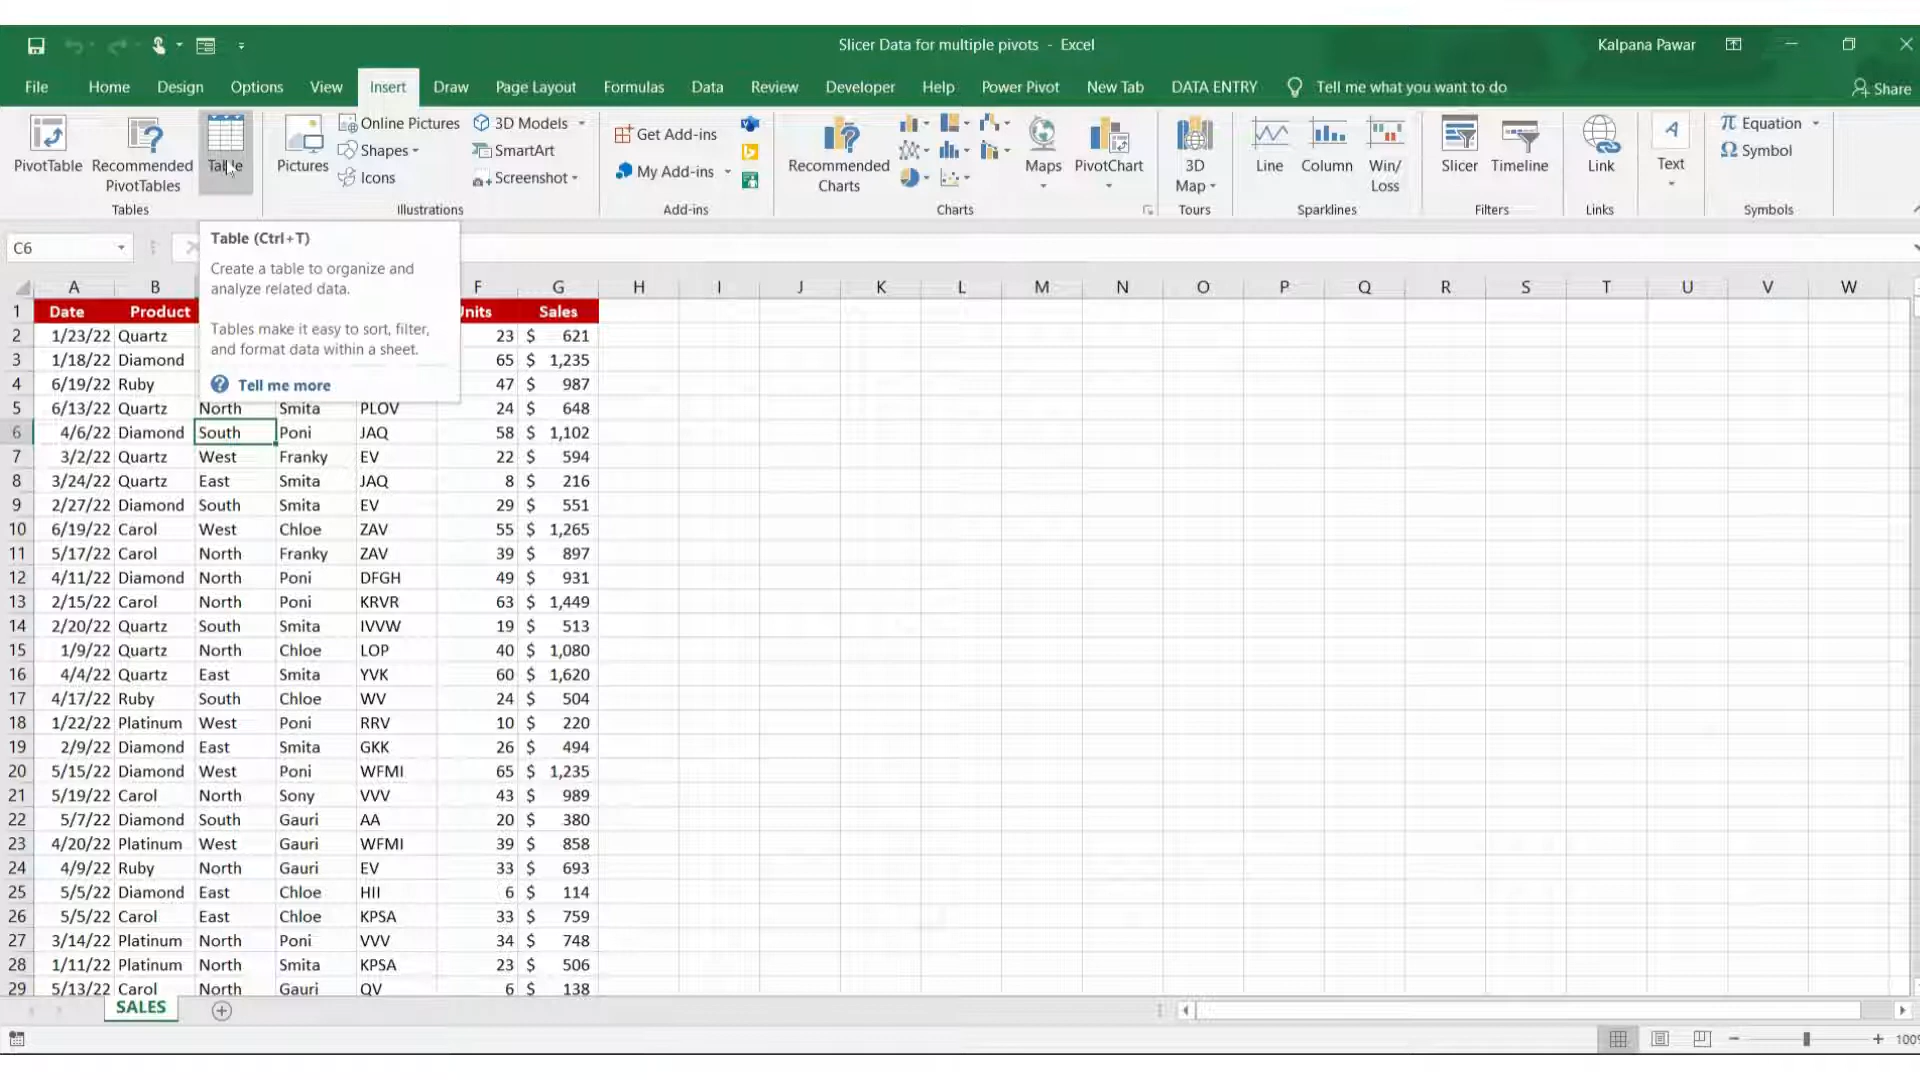 Slicer Data for multiple pivots - Excel
Kalpana Pawar
File Home Design Options View Insert Draw Page Layout Formulas Data Review Developer Help Power Pivot New Tab DATA ENTRY Tell me what you want to do Share
PivotTable
Recommended PivotTables
Table
Tables
Pictures
Online Pictures
Shapes
Icons
3D Models
SmartArt
Screenshot
Illustrations
Get Add-ins
My Add-ins
Add-ins
Recommended Charts
Maps
PivotChart
Charts
3D Map
Tours
Line
Column
Win/Loss
Sparklines
Slicer
Timeline
Filters
Link
Links
Text
Equation
Symbol
Symbols
C6
Table (Ctrl+T)
Create a table to organize and
analyze related data.
Tables make it easy to sort, filter,
and format data within a sheet.
Tell me more
A B F G H I J K L M N O P Q R S T U V W
1 Date Product Sales
2 1/23/22 Quartz 23 $ 621
3 1/18/22 Diamond 65 $ 1,235
4 6/19/22 Ruby 47 $ 987
5 6/13/22 Quartz North Smita PLOV 24 $ 648
6 4/6/22 Diamond South Poni JAQ 58 $ 1,102
7 3/2/22 Quartz West Franky EV 22 $ 594
8 3/24/22 Quartz East Smita JAQ 8 $ 216
9 2/27/22 Diamond South Smita EV 29 $ 551
10 6/19/22 Carol West Chloe ZAV 55 $ 1,265
11 5/17/22 Carol North Franky ZAV 39 $ 897
12 4/11/22 Diamond North Poni DFGH 49 $ 931
13 2/15/22 Carol North Poni KRVR 63 $ 1,449
14 2/20/22 Quartz South Smita IVVW 19 $ 513
15 1/9/22 Quartz North Chloe LOP 40 $ 1,080
16 4/4/22 Quartz East Smita YVK 60 $ 1,620
17 4/17/22 Ruby South Chloe WV 24 $ 504
18 1/22/22 Platinum West Poni RRV 10 $ 220
19 2/9/22 Diamond East Smita GKK 26 $ 494
20 5/15/22 Diamond West Poni WFMI 65 $ 1,235
21 5/19/22 Carol North Sony VVV 43 $ 989
22 5/7/22 Diamond South Gauri AA 20 $ 380
23 4/20/22 Platinum West Gauri WFMI 39 $ 858
24 4/9/22 Ruby North Gauri EV 33 $ 693
25 5/5/22 Diamond East Chloe HII 6 $ 114
26 5/5/22 Carol East Chloe KPSA 33 $ 759
27 3/14/22 Platinum North Poni VVV 34 $ 748
28 1/11/22 Platinum North Smita KPSA 23 $ 506
29 5/13/22 Carol North Gauri QV 6 $ 138
SALES